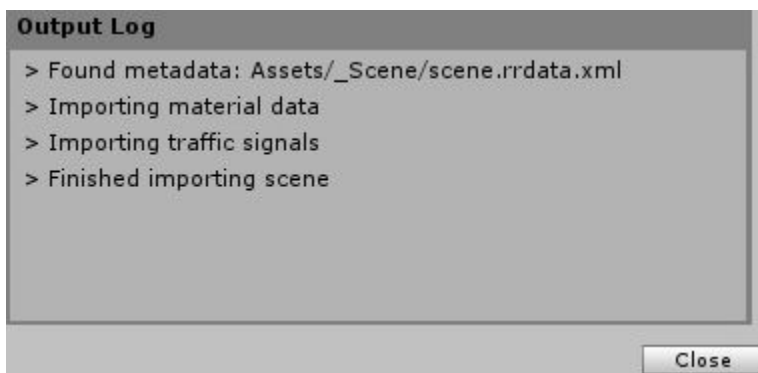 Output Log
> Found metadata: Assets/_Scene/scene.rrdata.xml
> Importing material data
> Importing traffic signals
> Finished importing scene
Close